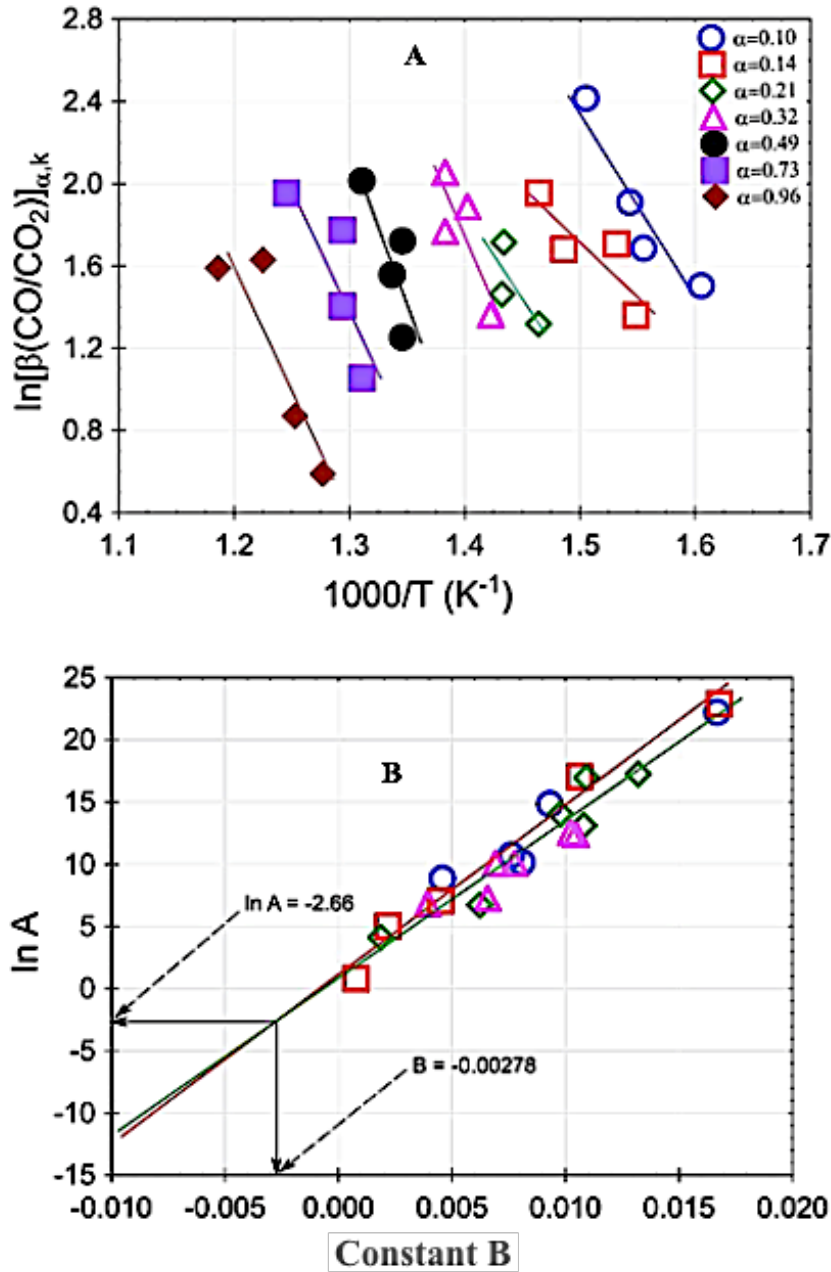 A
α=0.10
α=0.14
α=0.21
α=0.32
α=0.49
α=0.73
α=0.96
2.8
2.4
2.0
1.6
1.2
0.8
0.4
ln[β(CO/CO₂)]α,k
1.1 1.2 1.3 1.4 1.5 1.6 1.7
1000/T (K⁻¹)
25
20
15
10
5
0
-5
-10
-15
ln A
B
ln A = -2.66
B = -0.00278
-0.010 -0.005 0.000 0.005 0.010 0.015 0.020
Constant B